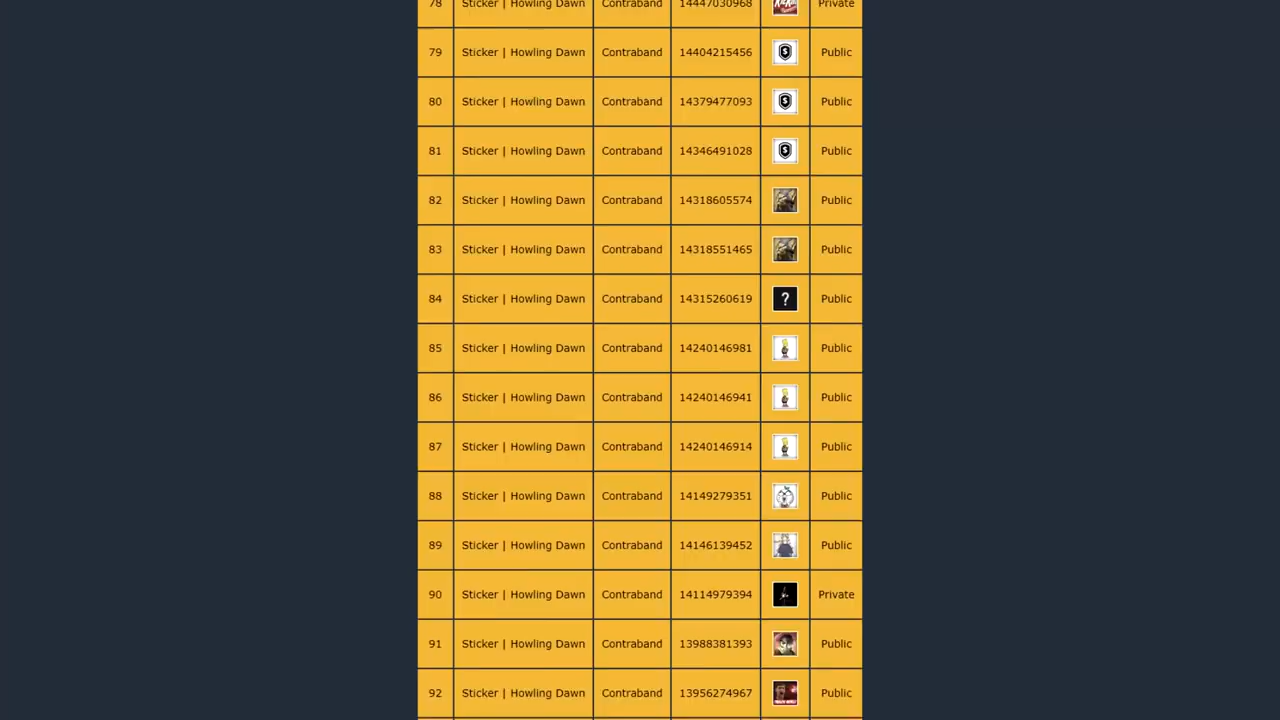 78 Sticker | Howling Dawn Contraband 14447030968 Private
79 Sticker | Howling Dawn Contraband 14404215456 Public
80 Sticker | Howling Dawn Contraband 14379477093 Public
81 Sticker | Howling Dawn Contraband 14346491028 Public
82 Sticker | Howling Dawn Contraband 14318605574 Public
83 Sticker | Howling Dawn Contraband 14318551465 Public
84 Sticker | Howling Dawn Contraband 14315260619 ? Public
85 Sticker | Howling Dawn Contraband 14240146981 Public
86 Sticker | Howling Dawn Contraband 14240146941 Public
87 Sticker | Howling Dawn Contraband 14240146914 Public
88 Sticker | Howling Dawn Contraband 14149279351 Public
89 Sticker | Howling Dawn Contraband 14146139452 Public
90 Sticker | Howling Dawn Contraband 14114979394 Private
91 Sticker | Howling Dawn Contraband 13988381393 Public
92 Sticker | Howling Dawn Contraband 13956274967 Public